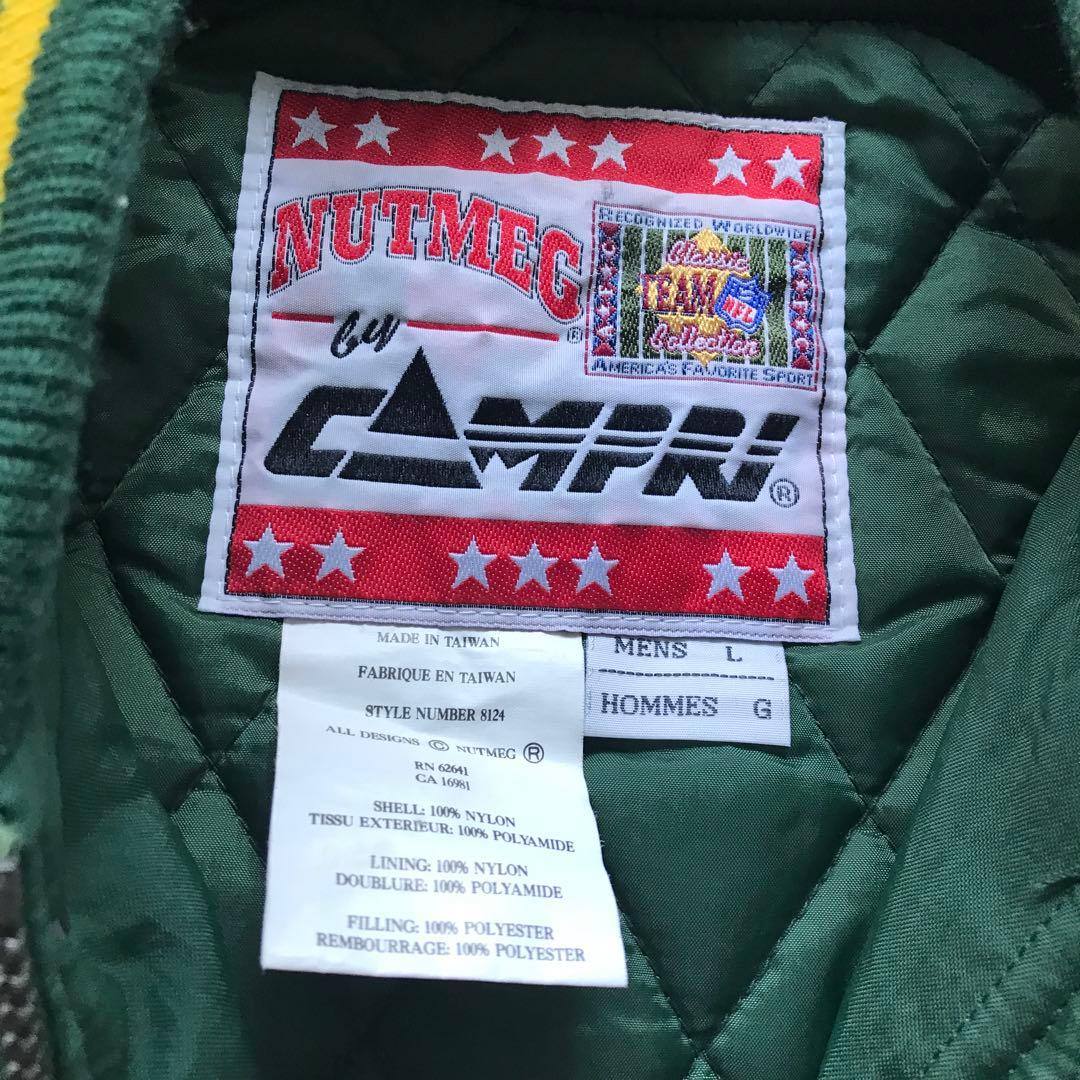 NUTMEG®
by
CAMPRI®
RECOGNIZED WORLDWIDE
Classic
TEAM NFL
Collection
AMERICA'S FAVORITE SPORT
MADE IN TAIWAN
FABRIQUE EN TAIWAN
STYLE NUMBER 8124
ALL DESIGNS © NUTMEG ®
RN 62641
CA 16981
SHELL: 100% NYLON
TISSU EXTERIEUR: 100% POLYAMIDE
LINING: 100% NYLON
DOUBLURE: 100% POLYAMIDE
FILLING: 100% POLYESTER
REMBOURRAGE: 100% POLYESTER
MENS L
HOMMES G